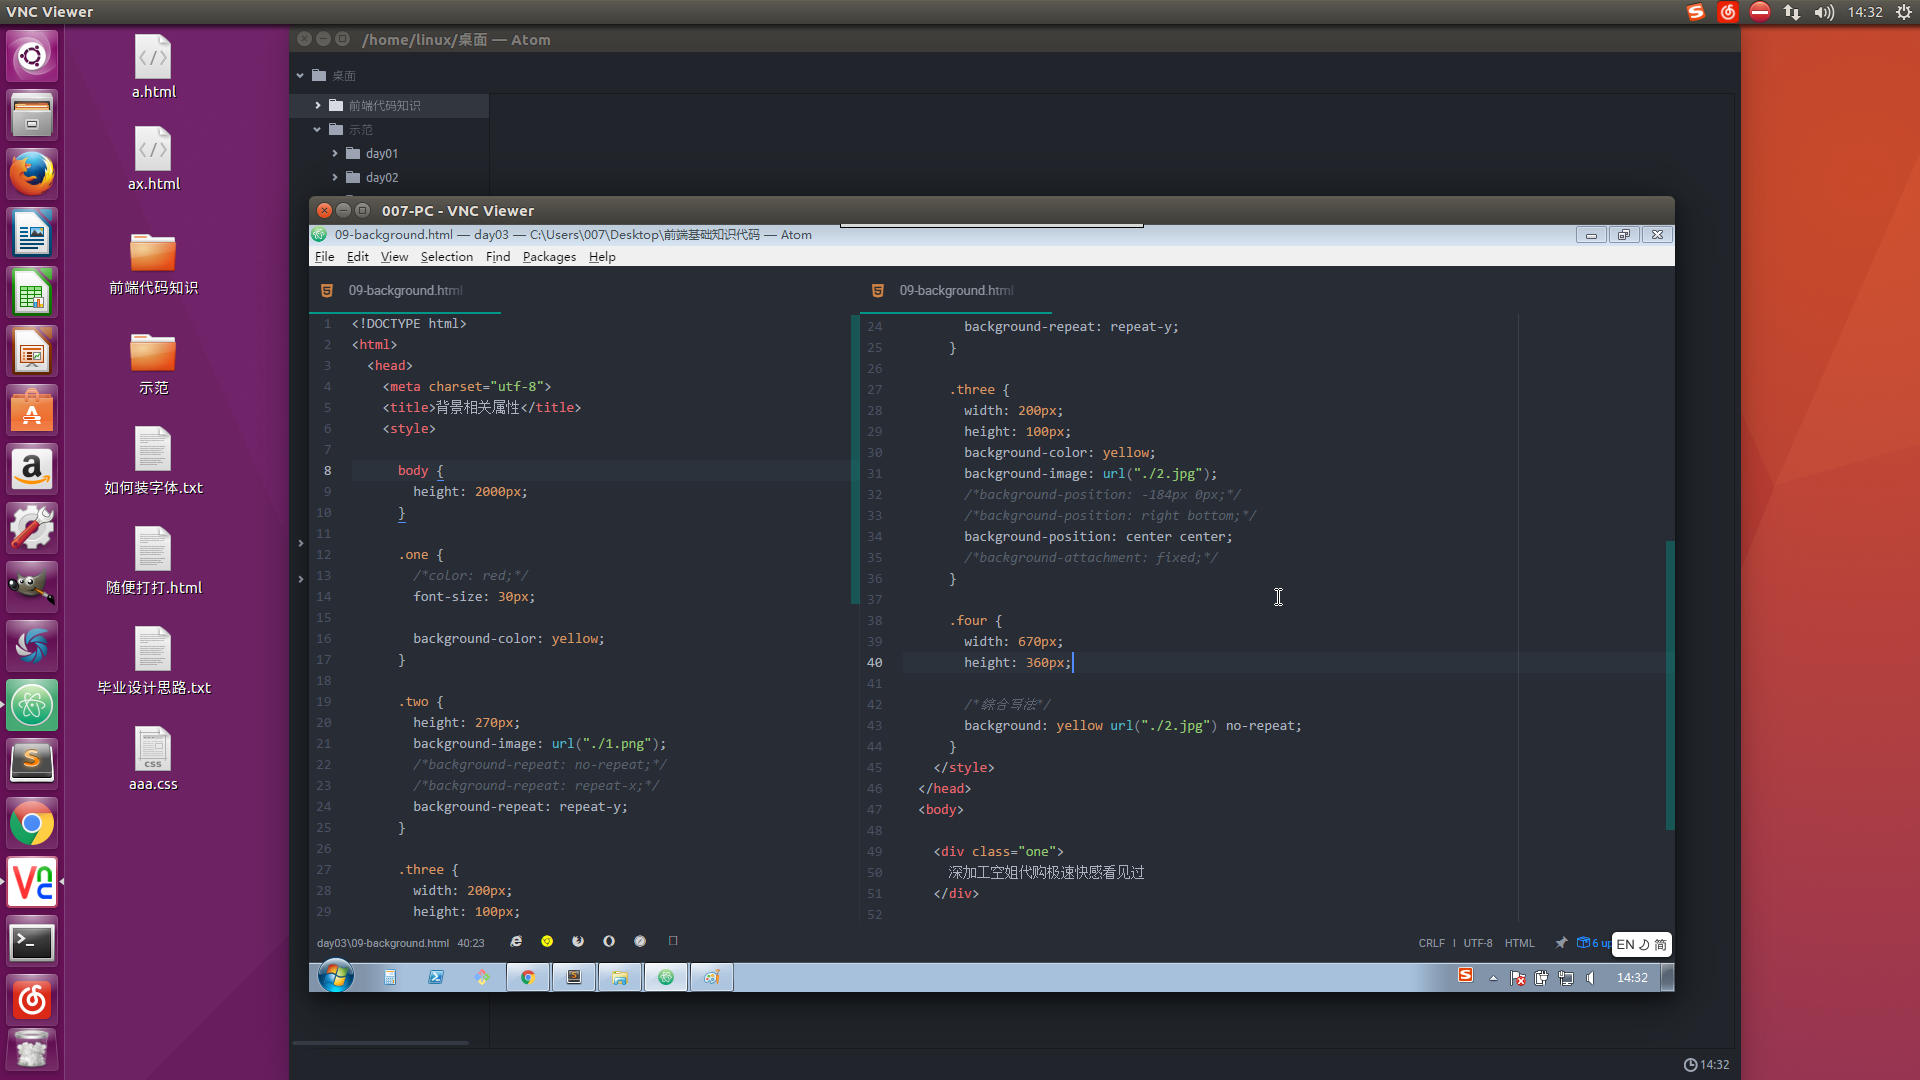 VNC Viewer
14:32
/home/linux/桌面 — Atom
a.html
ax.html
前端代码知识
示范
如何装字体.txt
随便打打.html
毕业设计思路.txt
css
aaa.css
桌面
前端代码知识
示范
day01
day02
007-PC - VNC Viewer
09-background.html — day03 — C:\Users\007\Desktop\前端基础知识代码 — Atom
File Edit View Selection Find Packages Help
09-background.html
1 <!DOCTYPE html>
2 <html>
3 <head>
4 <meta charset="utf-8">
5 <title>背景相关属性</title>
6 <style>
7
8 body {
9 height: 2000px;
10 }
11
12 .one {
13 /*color: red;*/
14 font-size: 30px;
15
16 background-color: yellow;
17 }
18
19 .two {
20 height: 270px;
21 background-image: url("./1.png");
22 /*background-repeat: no-repeat;*/
23 /*background-repeat: repeat-x;*/
24 background-repeat: repeat-y;
25 }
26
27 .three {
28 width: 200px;
29 height: 100px;
09-background.html
24 background-repeat: repeat-y;
25 }
26
27 .three {
28 width: 200px;
29 height: 100px;
30 background-color: yellow;
31 background-image: url("./2.jpg");
32 /*background-position: -184px 0px;*/
33 /*background-position: right bottom;*/
34 background-position: center center;
35 /*background-attachment: fixed;*/
36 }
37
38 .four {
39 width: 670px;
40 height: 360px;
41
42 /*综合写法*/
43 background: yellow url("./2.jpg") no-repeat;
44 }
45 </style>
46 </head>
47 <body>
48
49 <div class="one">
50 深加工空姐代购极速快感看见过
51 </div>
52
day03\09-background.html 40:23
CRLF UTF-8 HTML 6 up
EN 简
14:32
14:32